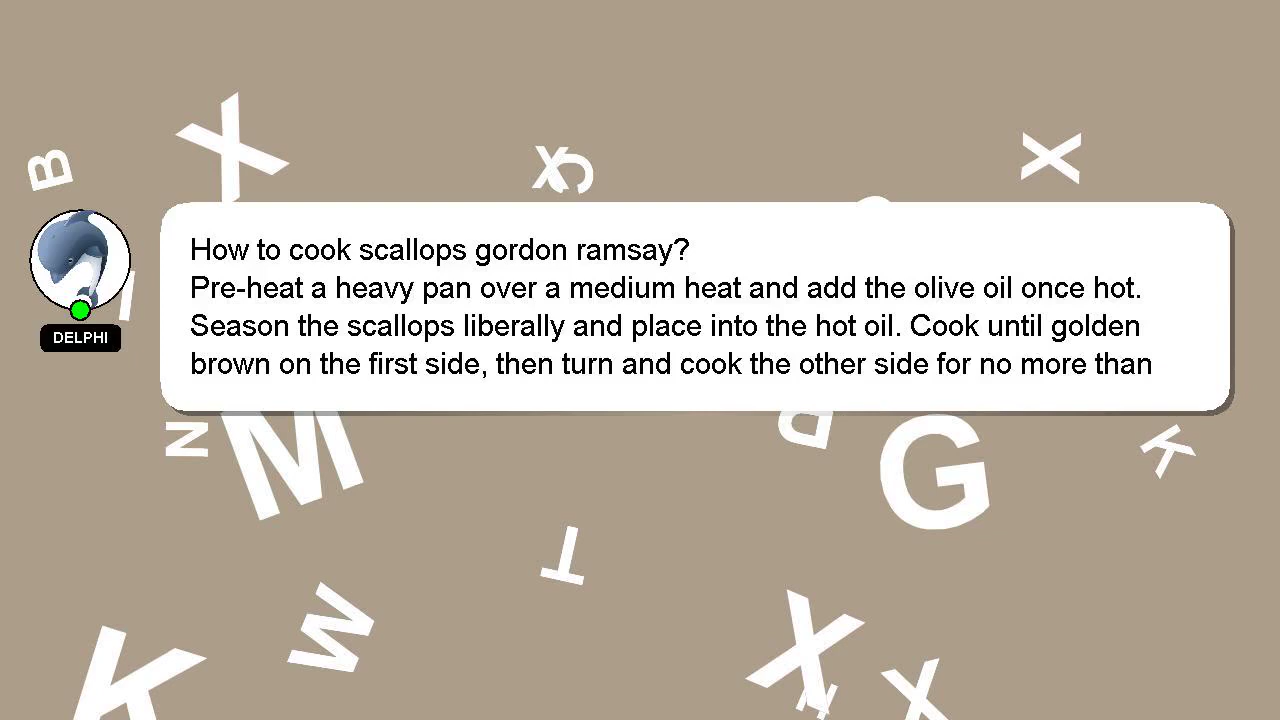 B
X
X
G
X
I
How to cook scallops gordon ramsay?
Pre-heat a heavy pan over a medium heat and add the olive oil once hot.
Season the scallops liberally and place into the hot oil. Cook until golden
brown on the first side, then turn and cook the other side for no more than
DELPHI
N
M
G
K
T
W
K
X
X